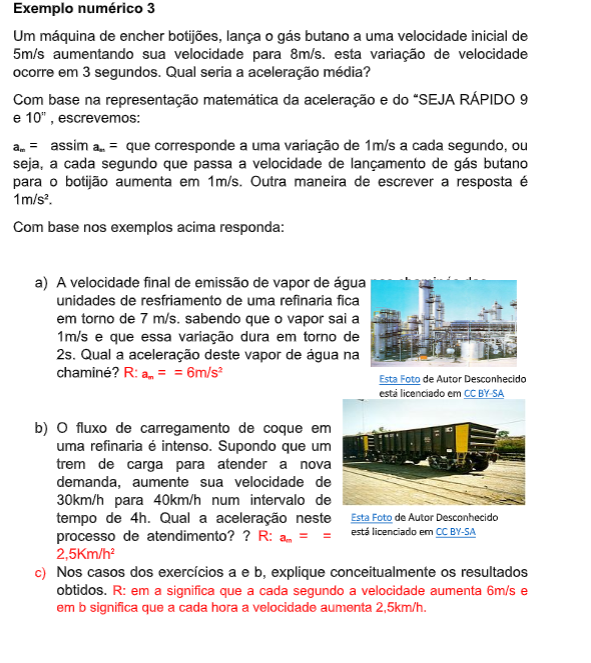 Exemplo numérico 3
Um máquina de encher botijões, lança o gás butano a uma velocidade inicial de
5m/s aumentando sua velocidade para 8m/s. esta variação de velocidade
ocorre em 3 segundos. Qual seria a aceleração média?
Com base na representação matemática da aceleração e do “SEJA RÁPIDO 9
e 10” , escrevemos:
aₘ = assim aₘ = que corresponde a uma variação de 1m/s a cada segundo, ou
seja, a cada segundo que passa a velocidade de lançamento de gás butano
para o botijão aumenta em 1m/s. Outra maneira de escrever a resposta é
1m/s².
Com base nos exemplos acima responda:
a) A velocidade final de emissão de vapor de água
unidades de resfriamento de uma refinaria fica
em torno de 7 m/s. sabendo que o vapor sai a
1m/s e que essa variação dura em torno de
2s. Qual a aceleração deste vapor de água na
chaminé? R: aₘ = = 6m/s²
Esta Foto de Autor Desconhecido
está licenciado em CC BY-SA
b) O fluxo de carregamento de coque em
uma refinaria é intenso. Supondo que um
trem de carga para atender a nova
demanda, aumente sua velocidade de
30km/h para 40km/h num intervalo de
tempo de 4h. Qual a aceleração neste
processo de atendimento? ? R: aₘ = =
2,5Km/h²
Esta Foto de Autor Desconhecido
está licenciado em CC BY-SA
c) Nos casos dos exercícios a e b, explique conceitualmente os resultados
obtidos. R: em a significa que a cada segundo a velocidade aumenta 6m/s e
em b significa que a cada hora a velocidade aumenta 2,5km/h.